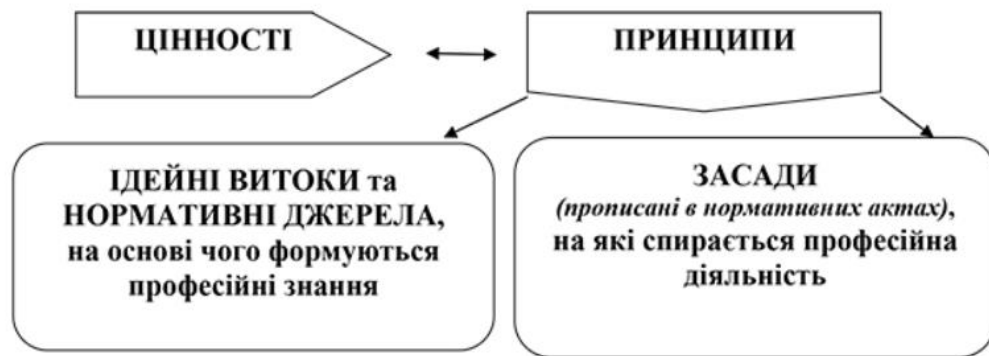 ЦІННОСТІ
ПРИНЦИПИ
ІДЕЙНІ ВИТОКИ та
НОРМАТИВНІ ДЖЕРЕЛА,
на основі чого формуються
професійні знання
ЗАСАДИ
(прописані в нормативних актах),
на які спирається професійна
діяльність